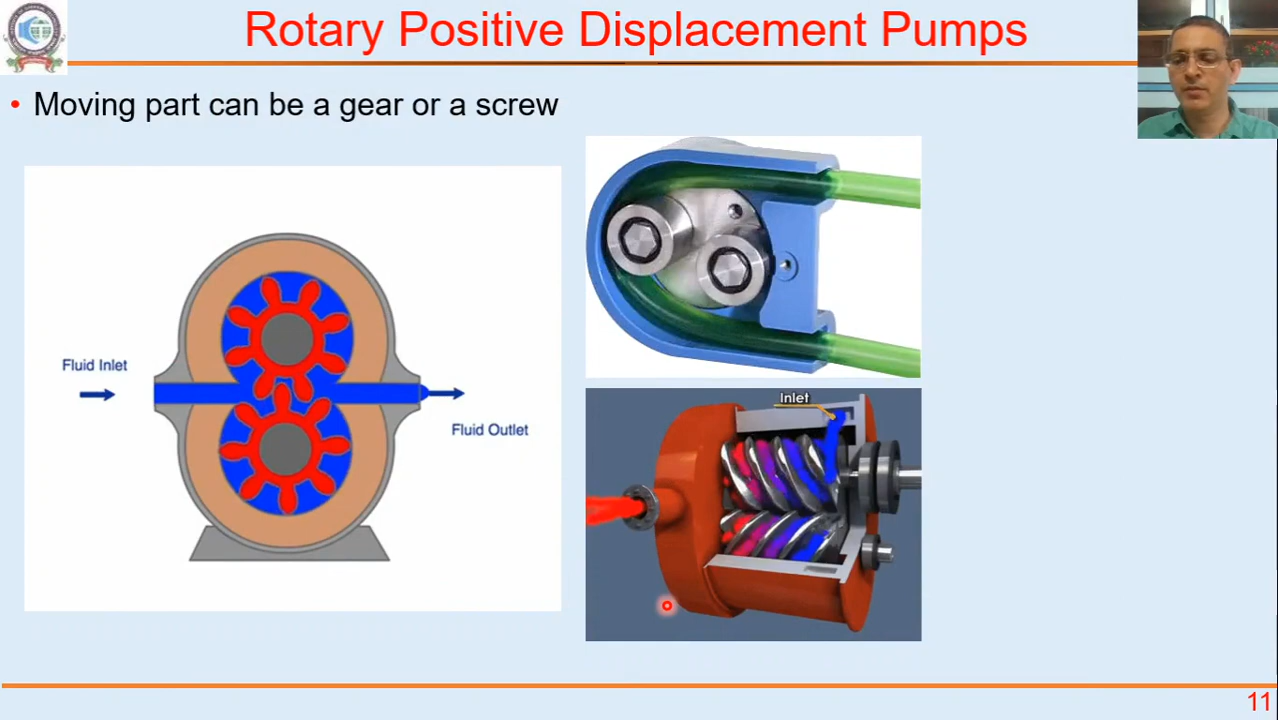 Rotary Positive Displacement Pumps
• Moving part can be a gear or a screw
Fluid Inlet
Fluid Outlet
Inlet
11